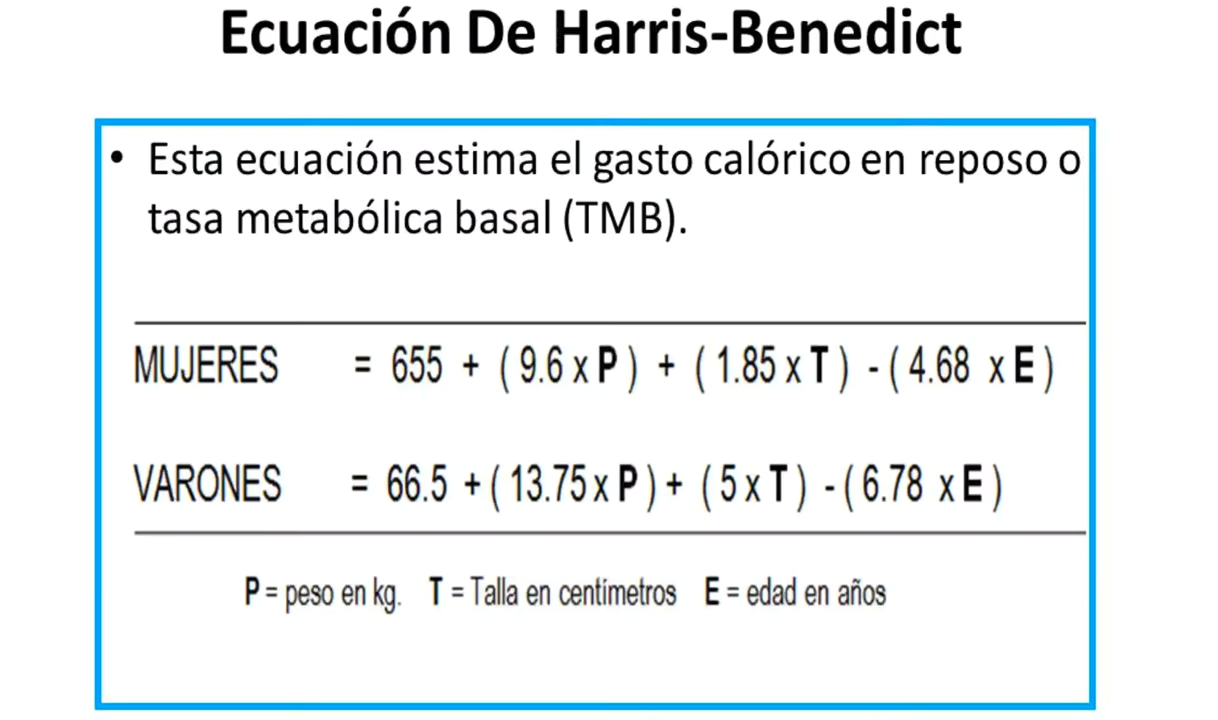 Ecuación De Harris-Benedict
• Esta ecuación estima el gasto calórico en reposo o
tasa metabólica basal (TMB).
MUJERES = 655 + ( 9.6 x P ) + ( 1.85 x T ) - ( 4.68 x E )
VARONES = 66.5 + ( 13.75 x P ) + ( 5 x T ) - ( 6.78 x E )
P = peso en kg. T = Talla en centímetros E = edad en años